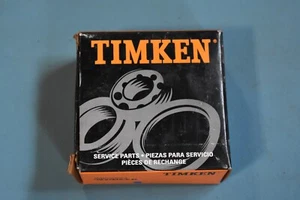 TIMKEN®
SERVICE PARTS • PIEZAS PARA SERVICIO
PIÈCES DE RECHANGE
TIMKEN